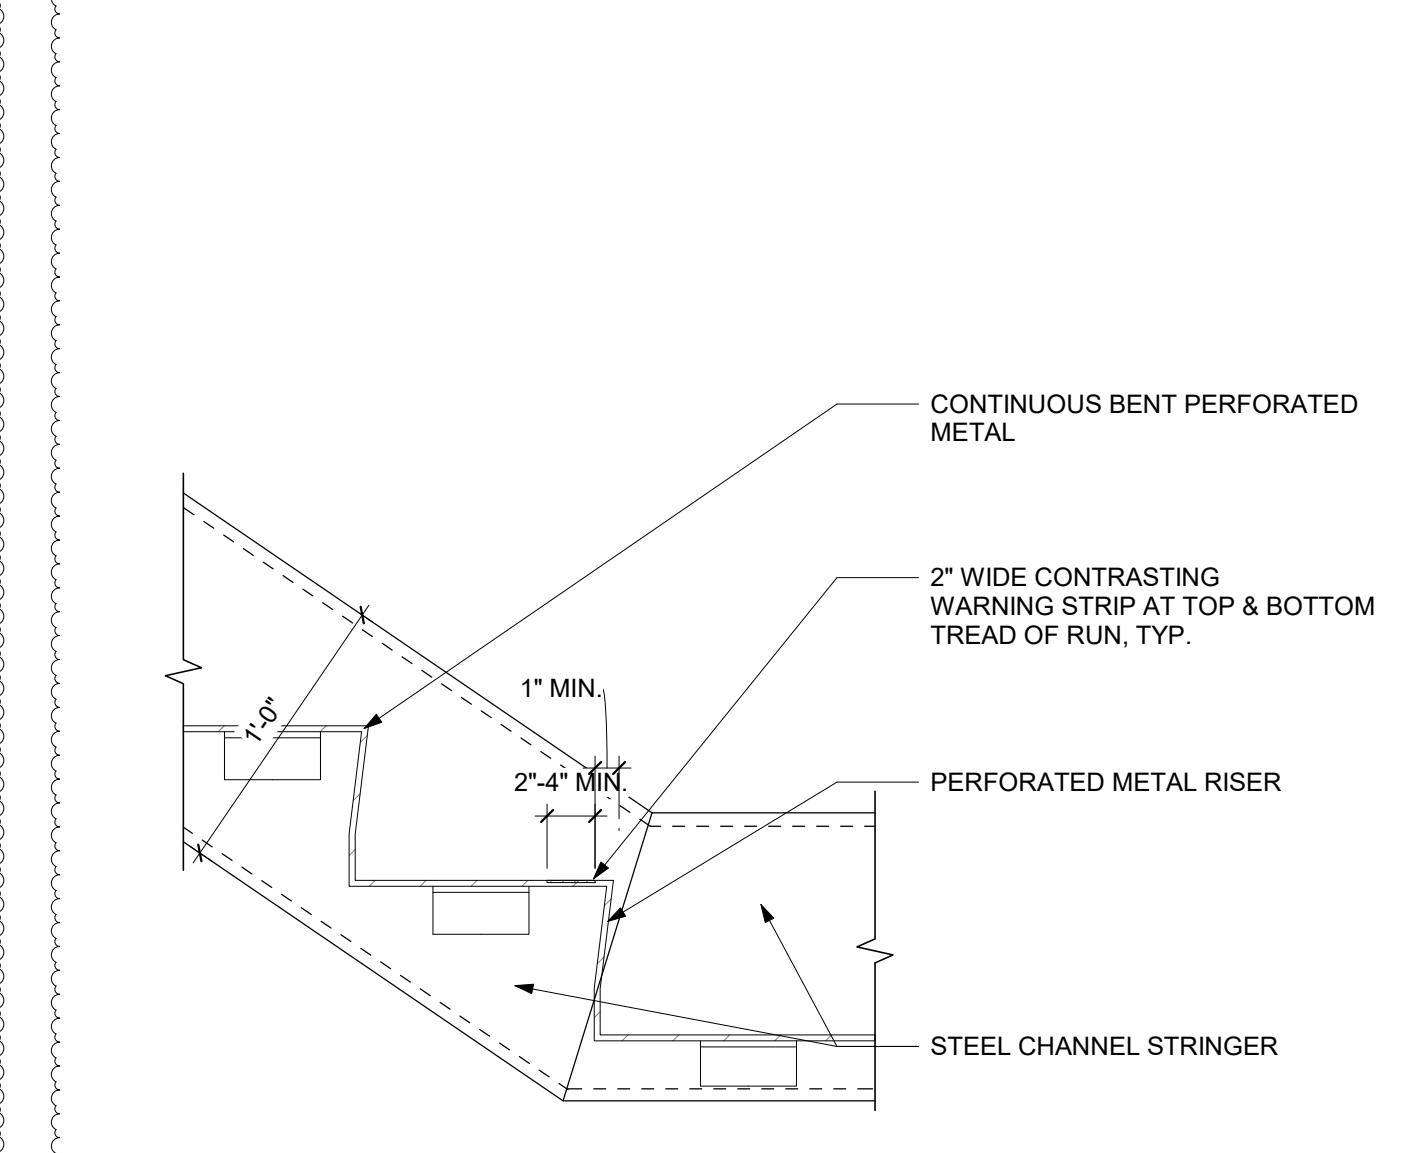 CONTINUOUS BENT PERFORATED
METAL
2" WIDE CONTRASTING
WARNING STRIP AT TOP & BOTTOM
TREAD OF RUN, TYP.
1" MIN.
1'-0"
2"-4" MIN.
PERFORATED METAL RISER
STEEL CHANNEL STRINGER